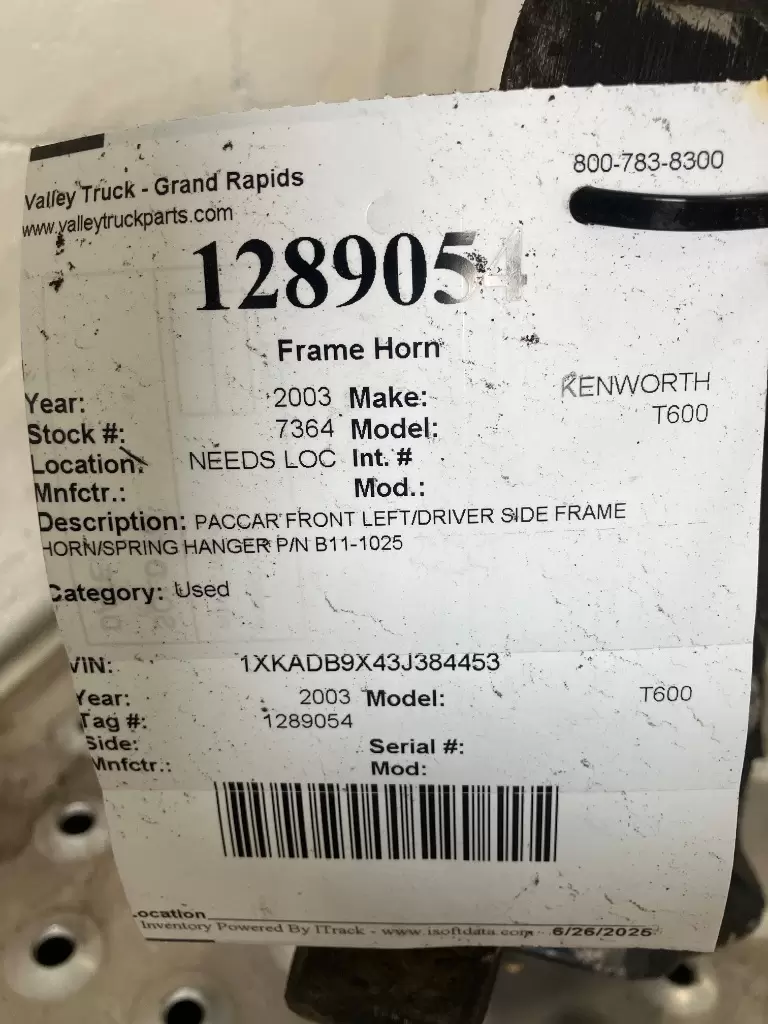 800-783-8300
Valley Truck - Grand Rapids
www.valleytruckparts.com
1289054
Frame Horn
Year: 2003 Make: KENWORTH
Stock #: 7364 Model: T600
Location: NEEDS LOC Int. #
Mnfctr.: Mod.:
Description: PACCAR FRONT LEFT/DRIVER SIDE FRAME
HORN/SPRING HANGER P/N B11-1025
Category: Used
VIN: 1XKADB9X43J384453
Year: 2003 Model: T600
Tag #: 1289054
Side: Serial #:
Mnfctr.: Mod:
Location
Inventory Powered By ITrack - www.isoftdata.com 6/26/2025